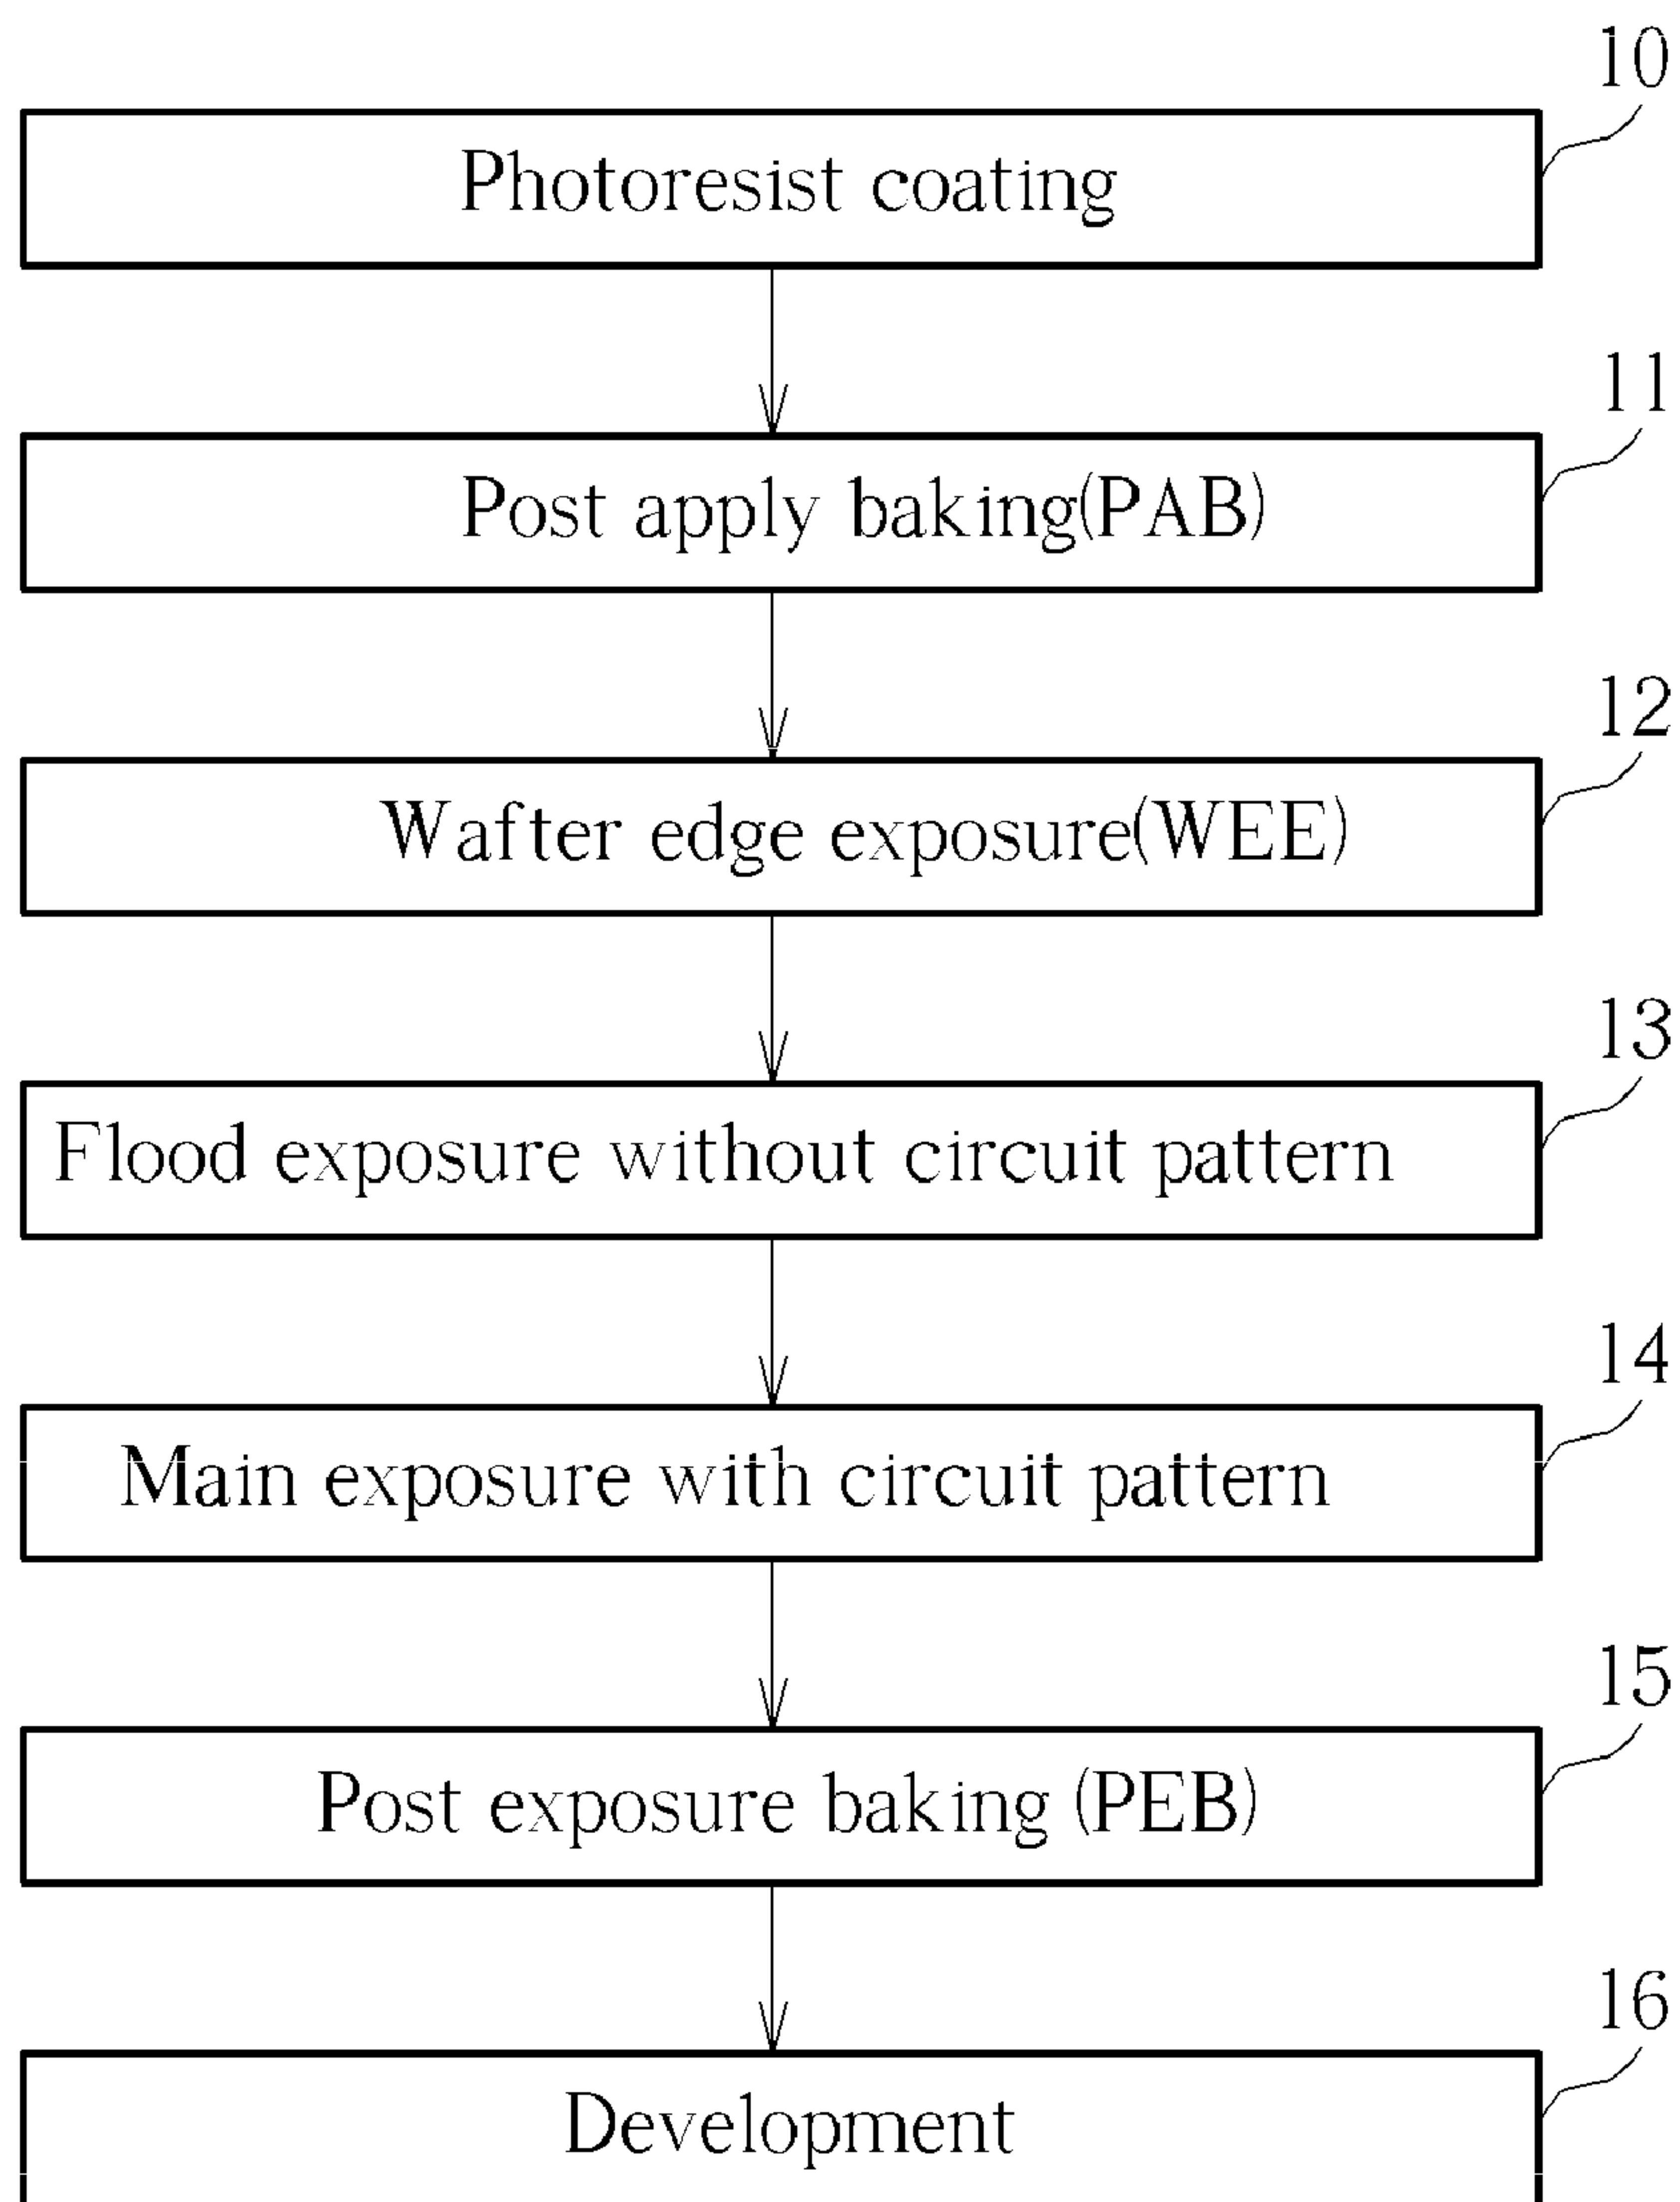 10
Photoresist coating
11
Post apply baking(PAB)
12
Wafter edge exposure(WEE)
13
Flood exposure without circuit pattern
14
Main exposure with circuit pattern
15
Post exposure baking (PEB)
16
Development